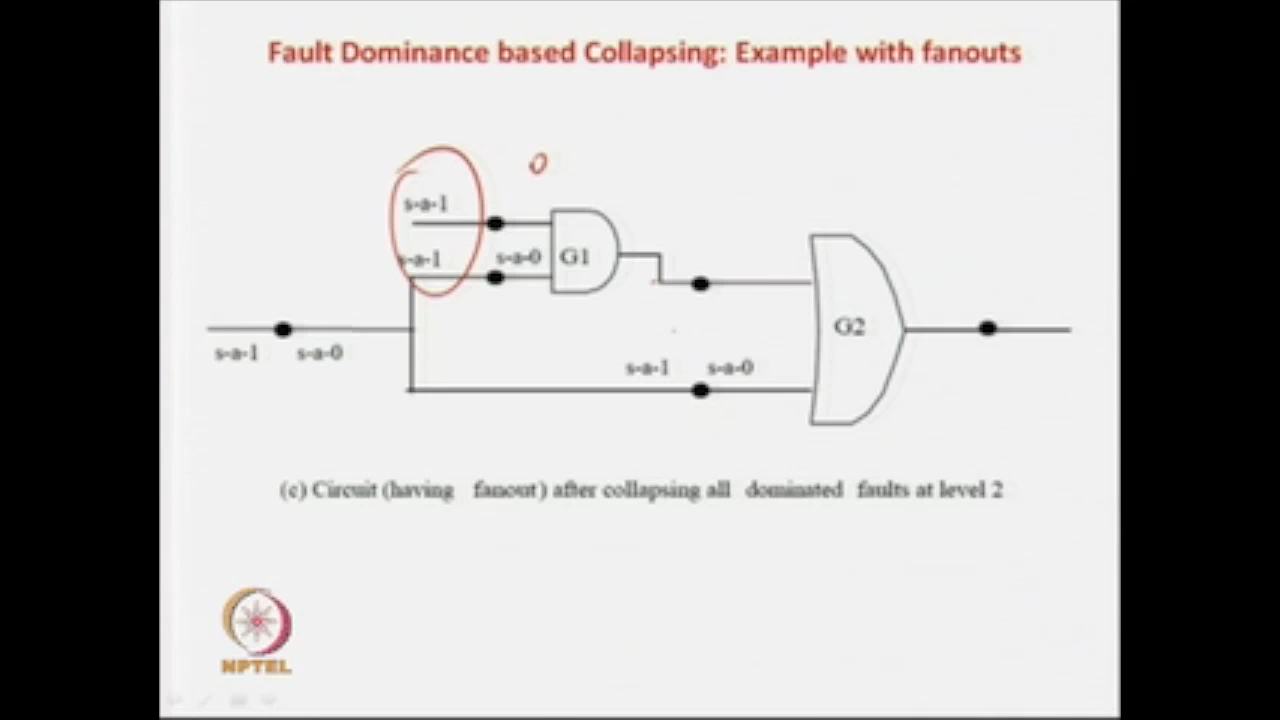 Fault Dominance based Collapsing: Example with fanouts
0
s-a-1
s-a-1 s-a-0 G1
G2
s-a-1 s-a-0
s-a-1 s-a-0
(c) Circuit (having fanout) after collapsing all dominated faults at level 2
NPTEL